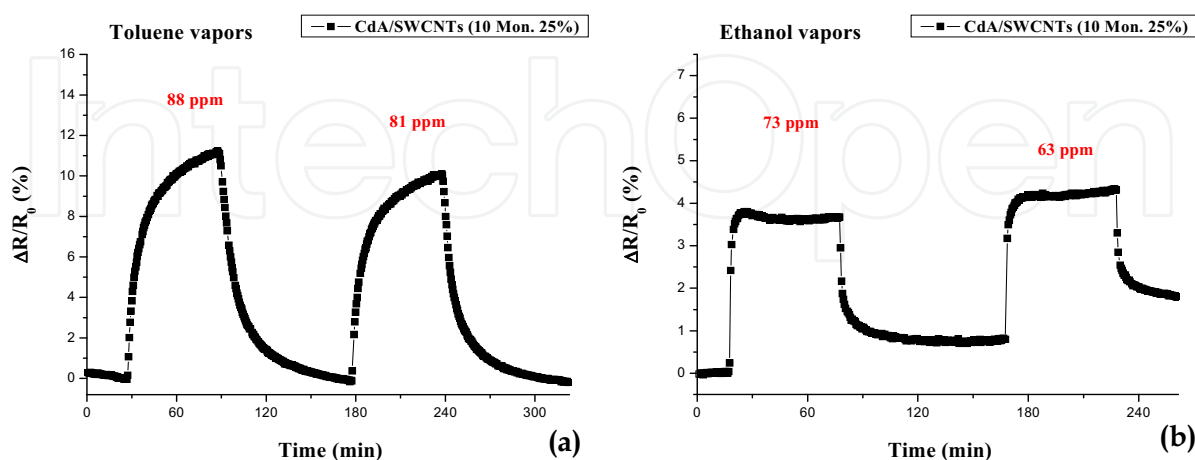 Toluene vapors
CdA/SWCNTs (10 Mon. 25%)
88 ppm
81 ppm
16
14
12
10
8
6
4
2
0
ΔR/R0 (%)
0 60 120 180 240 300
Time (min)
(a)
Ethanol vapors
CdA/SWCNTs (10 Mon. 25%)
73 ppm
63 ppm
7
6
5
4
3
2
1
0
ΔR/R0 (%)
0 60 120 180 240
Time (min)
(b)
IntechOpen